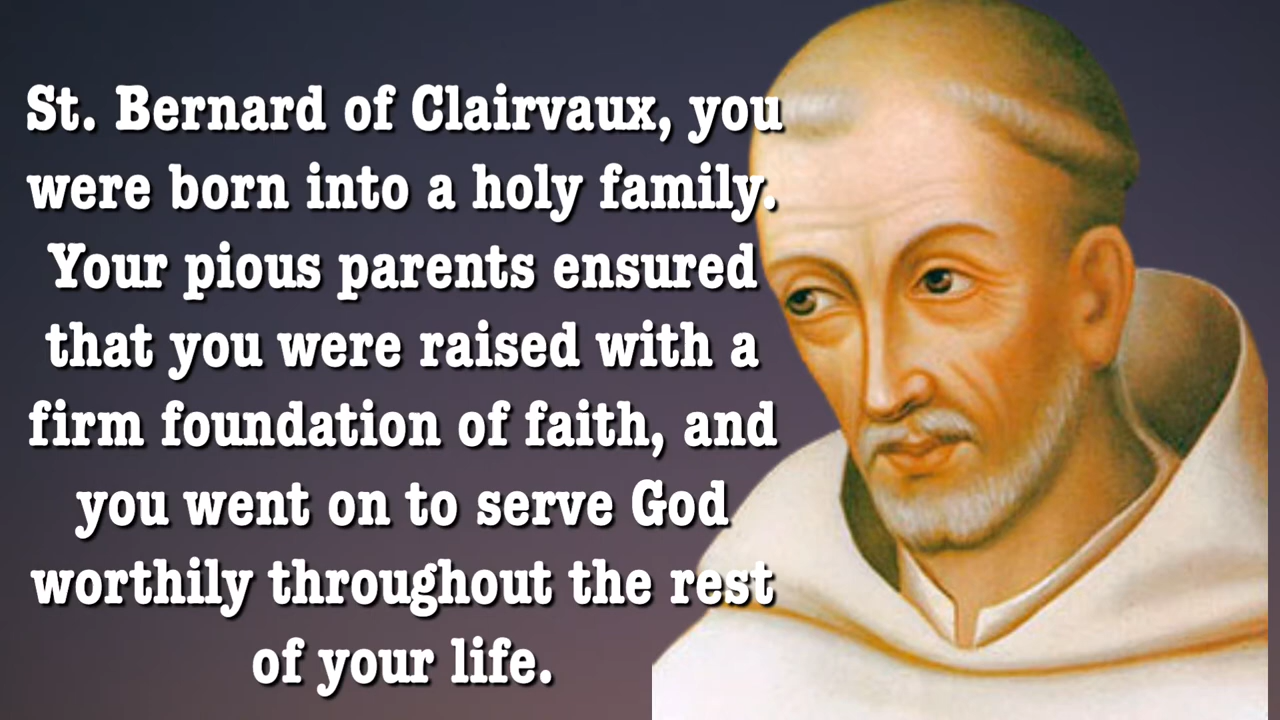 St. Bernard of Clairvaux, you
were born into a holy family.
Your pious parents ensured
that you were raised with a
firm foundation of faith, and
you went on to serve God
worthily throughout the rest
of your life.